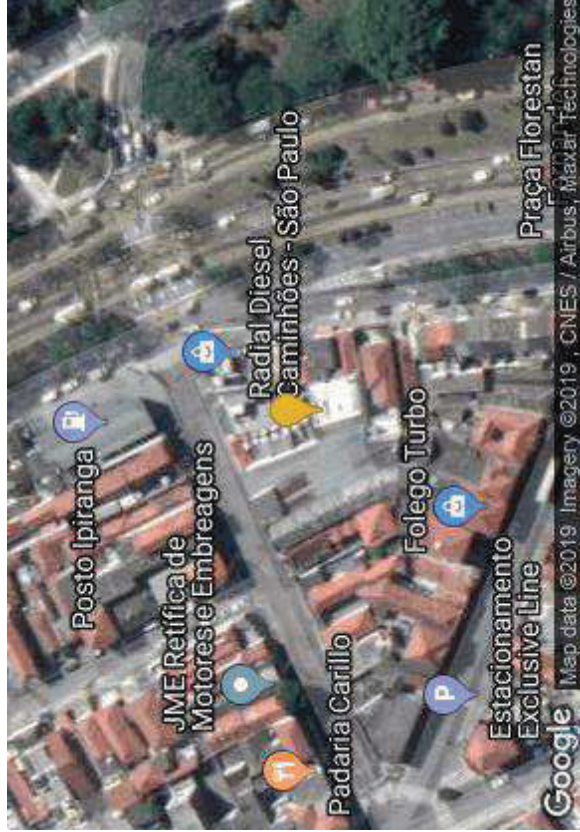 Posto Ipiranga
JME Retífica de
Motores e Embreagens
Radial Diesel
Caminhões - São Paulo
Padaria Carillo
Folego Turbo
P
Estacionamento
Exclusive Line
Praça Florestan
Google
Map data ©2019 Imagery ©2019 , CNES / Airbus, Maxar Technologies